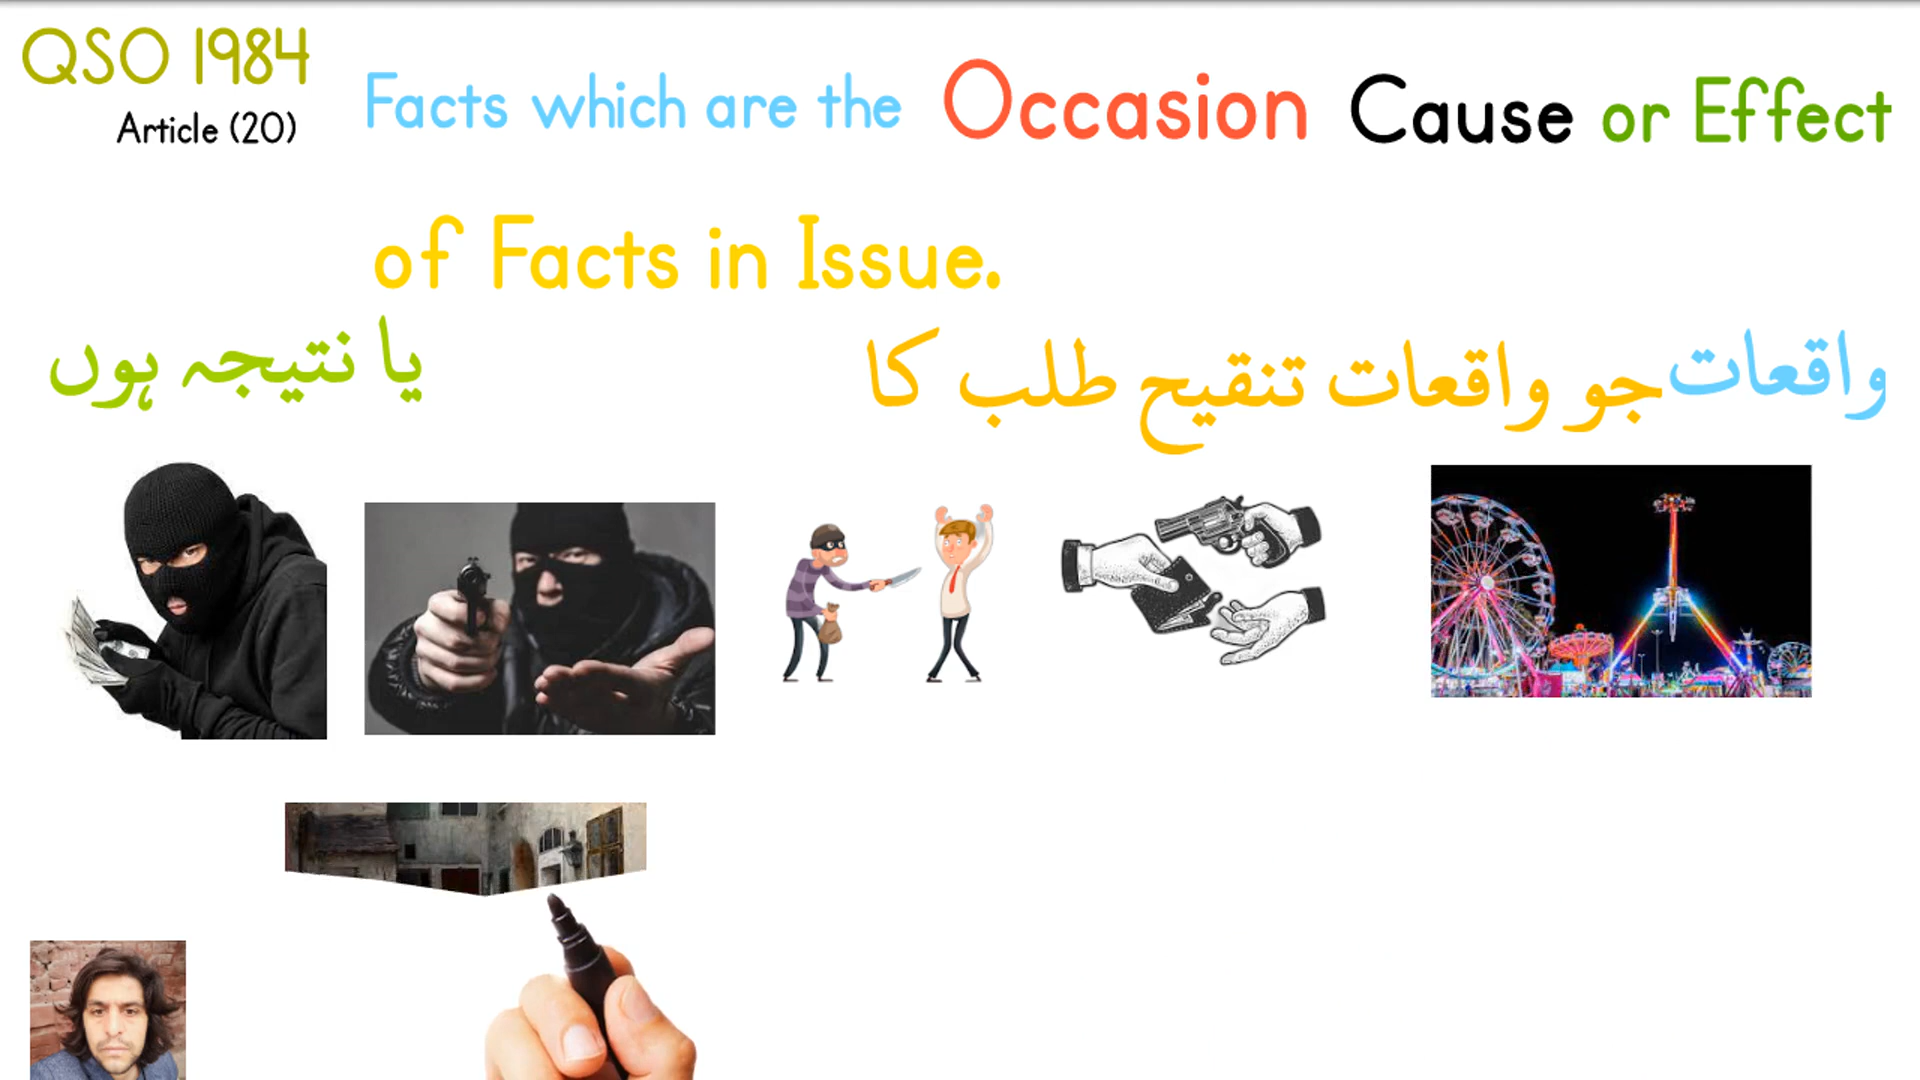 QSO 1984
Article (20)
Facts which are the Occasion Cause or Effect
of Facts in Issue.
واقعات جو واقعات تنقیح طلب کا
یا نتیجہ ہوں